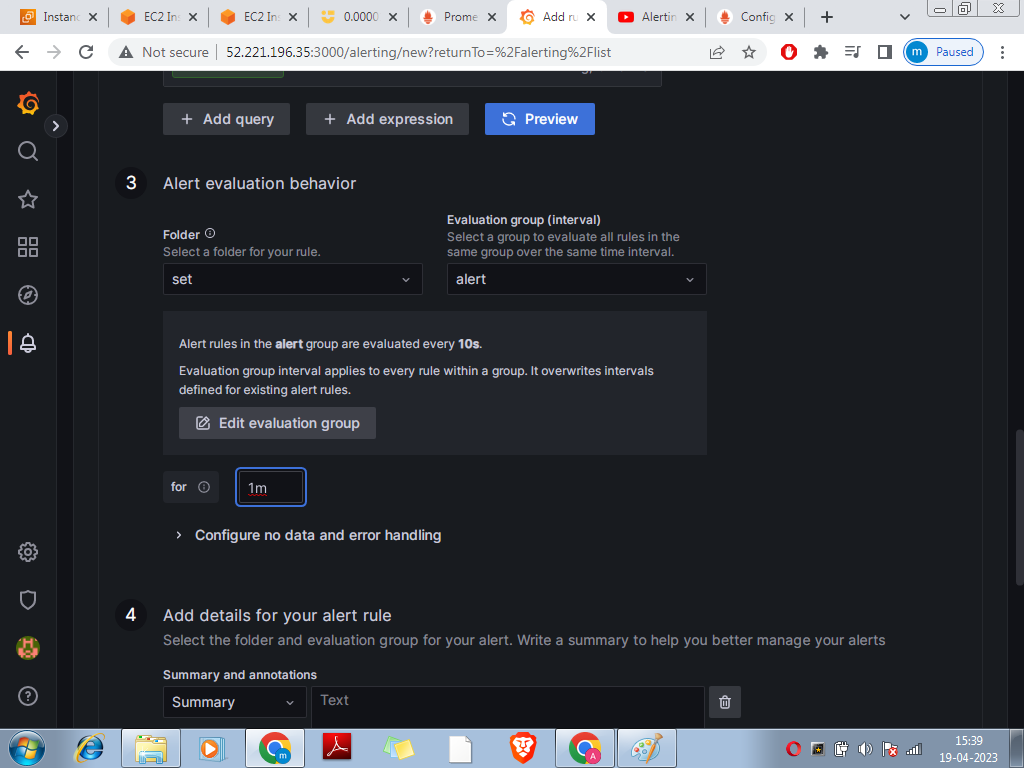 Instanc
EC2 Ins
EC2 Ins
0.0000
Prome
Add ru
Alertin
Config
Not secure
52.221.196.35:3000/alerting/new?returnTo=%2Falerting%2Flist
m
Paused
+ Add query
+ Add expression
Preview
3
Alert evaluation behavior
Folder
Select a folder for your rule.
Evaluation group (interval)
Select a group to evaluate all rules in the
same group over the same time interval.
set
alert
Alert rules in the alert group are evaluated every 10s.
Evaluation group interval applies to every rule within a group. It overwrites intervals
defined for existing alert rules.
Edit evaluation group
for
1m
Configure no data and error handling
4
Add details for your alert rule
Select the folder and evaluation group for your alert. Write a summary to help you better manage your alerts
Summary and annotations
Summary
Text
m
A
15:39
19-04-2023